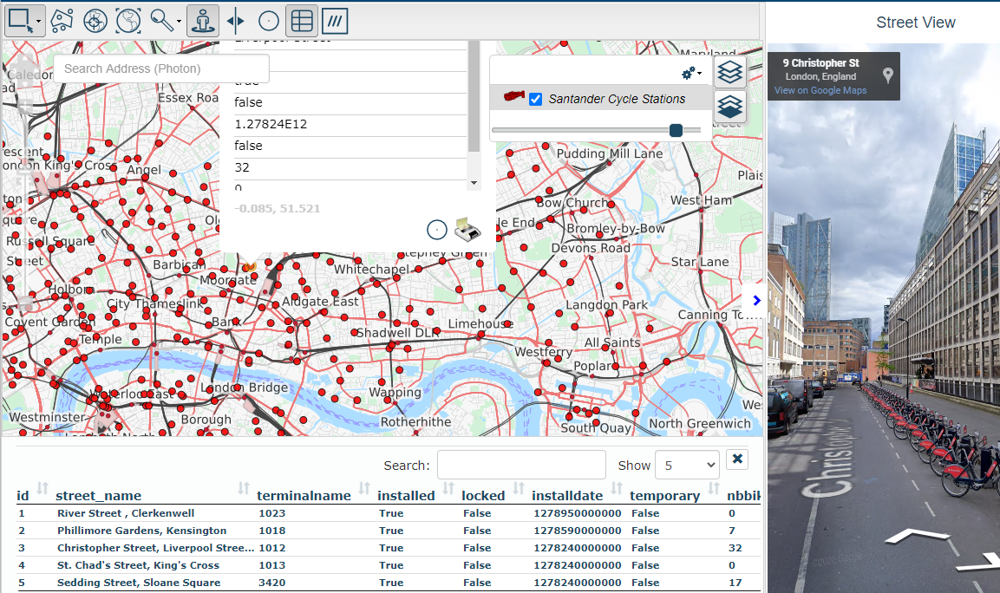 Street View
Liverpool Street
Search Address (Photon)
true
false
1.27824E12
false
32
0
-0.085, 51.521
Santander Cycle Stations
9 Christopher St
London, England
View on Google Maps
Maryland
Essex Roa
escent
ondon King's Cross
Angel
Pudding Mill Lane
Plais
Bow Church
West Ham
quare
Russell Square
le End
Bromley-by-Bow
Devons Road
Street
Barbican
Stepney Green
Whitechapel
Star Lane
Moorgate
Holborn
City Thameslink
Aldgate East
Langdon Park
Canning To
Covent Garden
Bank
Limehouse
Temple
Shadwell DLR
All Saints
Westferry
Poplar
London Bridge
Waterloo East
Wapping
Westminster
Borough
Rotherhithe
South Quay
North Greenwich
Christoph
©2020 Google
Search:
Show 5
id street_name terminalname installed locked installdate temporary nbbik
1 River Street , Clerkenwell 1023 True False 1278950000000 False 0
2 Phillimore Gardens, Kensington 1018 True False 1278590000000 False 7
3 Christopher Street, Liverpool Stree... 1012 True False 1278240000000 False 32
4 St. Chad's Street, King's Cross 1013 True False 1278240000000 False 0
5 Sedding Street, Sloane Square 3420 True False 1278240000000 False 17